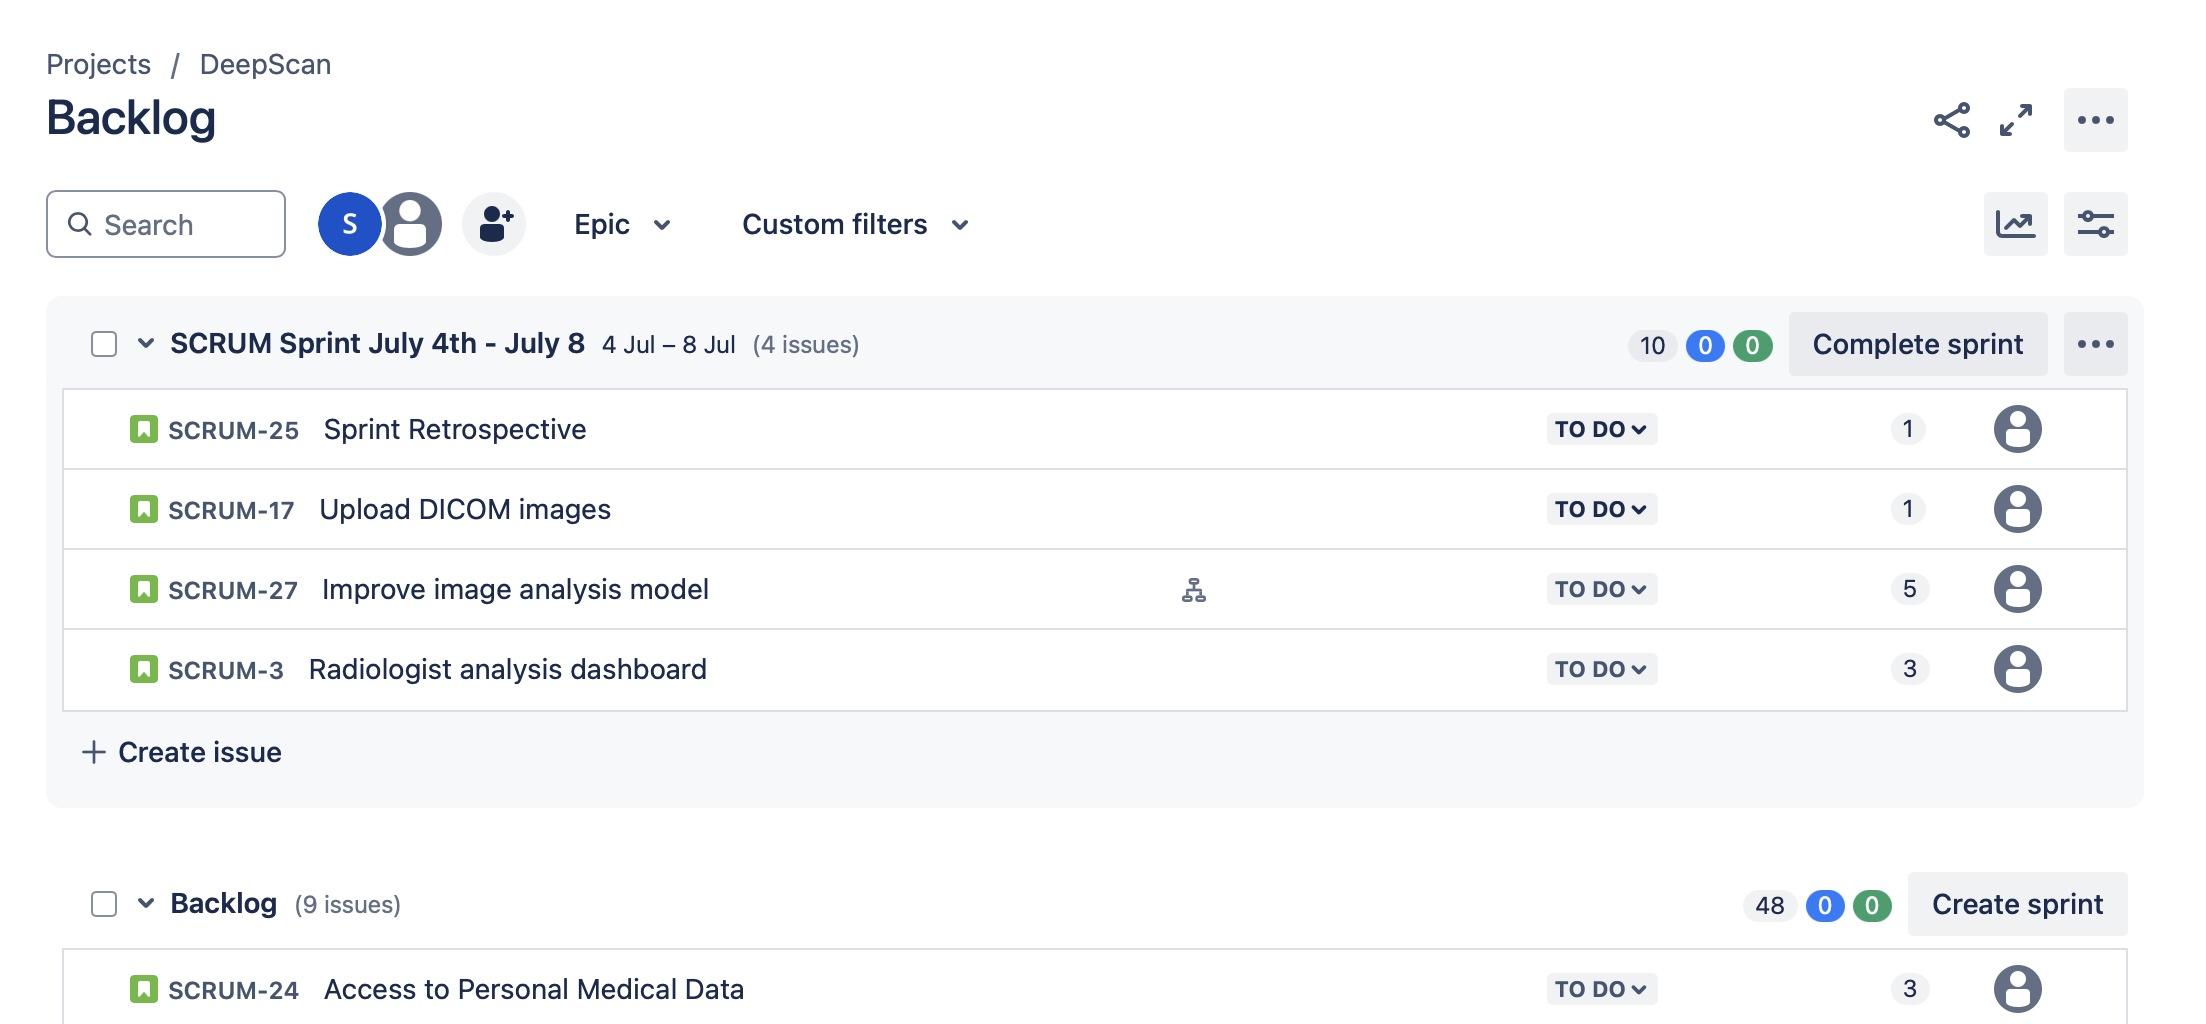 Projects / DeepScan
Backlog
Search S Epic Custom filters
SCRUM Sprint July 4th - July 8 4 Jul – 8 Jul (4 issues) 10 0 0 Complete sprint
SCRUM-25 Sprint Retrospective TO DO 1
SCRUM-17 Upload DICOM images TO DO 1
SCRUM-27 Improve image analysis model TO DO 5
SCRUM-3 Radiologist analysis dashboard TO DO 3
+ Create issue
Backlog (9 issues) 48 0 0 Create sprint
SCRUM-24 Access to Personal Medical Data TO DO 3